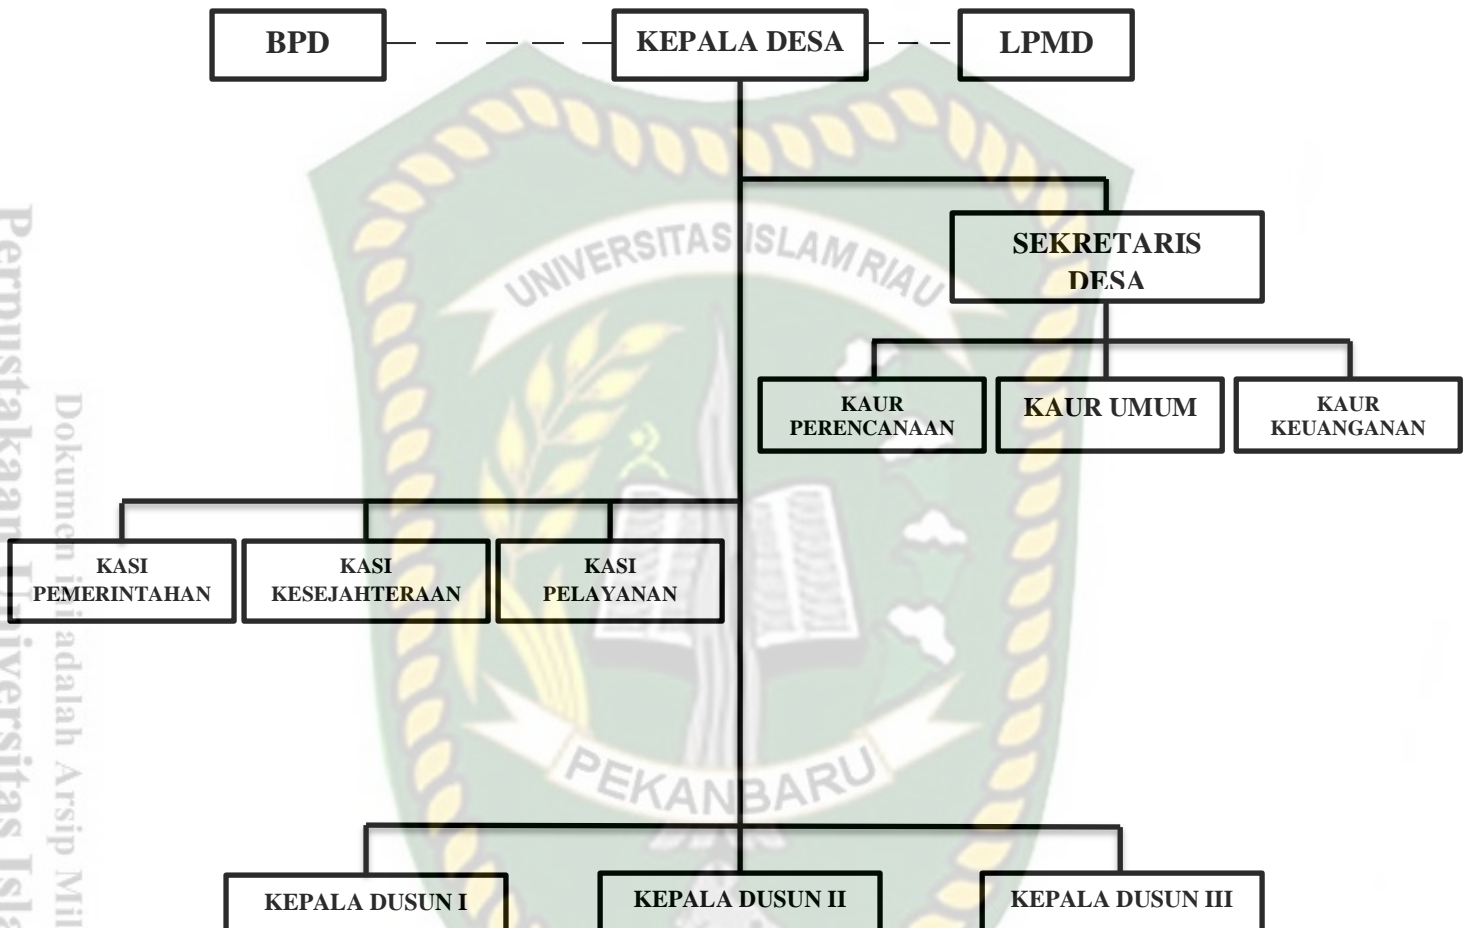 BPD
KEPALA DESA
LPMD
SEKRETARIS
DESA
KAUR
PERENCANAAN
KAUR UMUM
KAUR
KEUANGANAN
KASI
PEMERINTAHAN
KASI
KESEJAHTERAAN
KASI
PELAYANAN
KEPALA DUSUN I
KEPALA DUSUN II
KEPALA DUSUN III
UNIVERSITAS ISLAM RIAU
PEKANBARU
Perpustakaan Universitas Isla
Dokumen ini adalah Arsip Mil